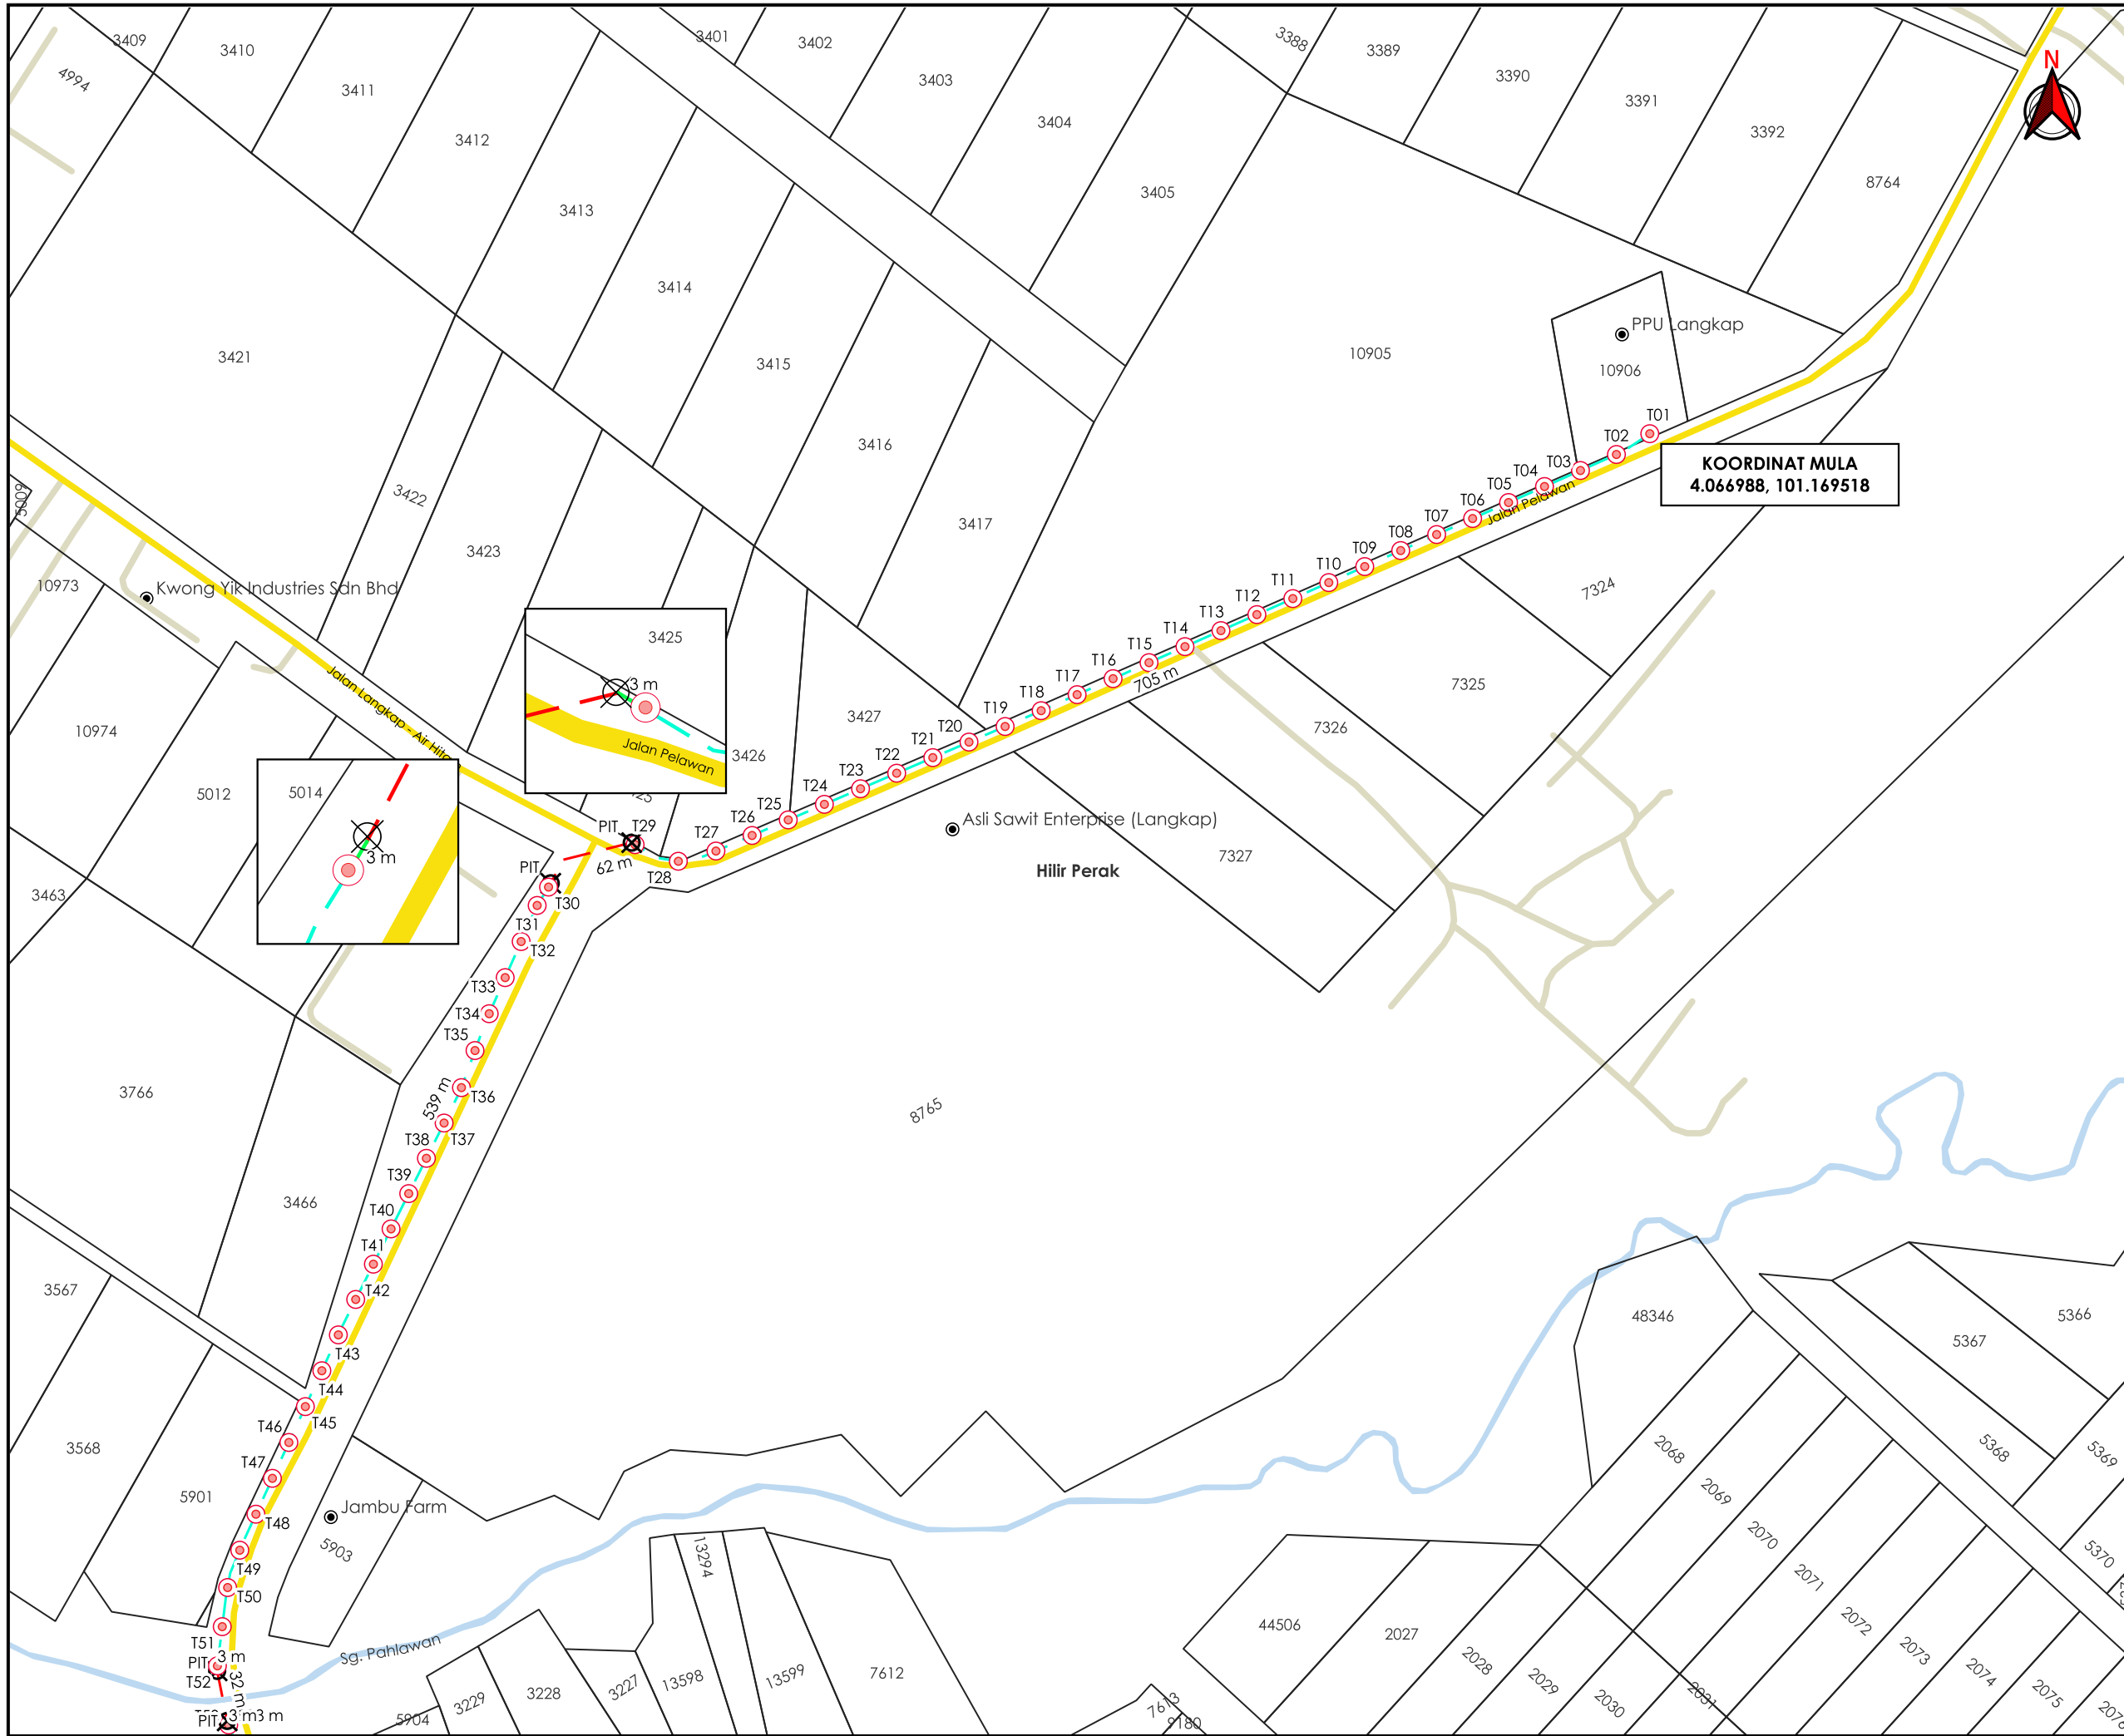 3409
3410
3411
3412
3413
3414
3415
3416
3417
3401
3402
3403
3404
3405
3388
3389
3390
3391
3392
8764
N
4994
3421
3422
3423
10905
PPU Langkap
10906
KOORDINAT MULA
4.066988, 101.169518
T01
T02
T03
T04
T05
T06
T07
T08
T09
T10
T11
T12
T13
T14
T15
T16
T17
T18
T19
T20
T21
T22
T23
T24
T25
T26
T27
T28
T29
PIT
Jalan Pelawan
705 m
62 m
5009
10973
Kwong Yik Industries Sdn Bhd
10974
5012
5014
3 m
3425
3 m
Jalan Pelawan
3426
3427
3463
Asli Sawit Enterprise (Langkap)
Hilir Perak
7324
7325
7326
7327
PIT
T30
T31
T32
T33
T34
T35
T36
539 m
T37
T38
T39
T40
T41
T42
T43
T44
T45
T46
T47
T48
T49
T50
T51
3 m
PIT
T52
32 m
PIT
3 m
3 m
3766
3466
3567
3568
5901
8765
Jambu Farm
5903
Sg. Pahlawan
5904
3229
3228
3227
13598
13294
13599
7612
7613
9180
44506
2027
2028
2029
2030
2031
48346
2068
2069
2070
2071
2072
2073
2074
2075
5366
5367
5368
5369
5370